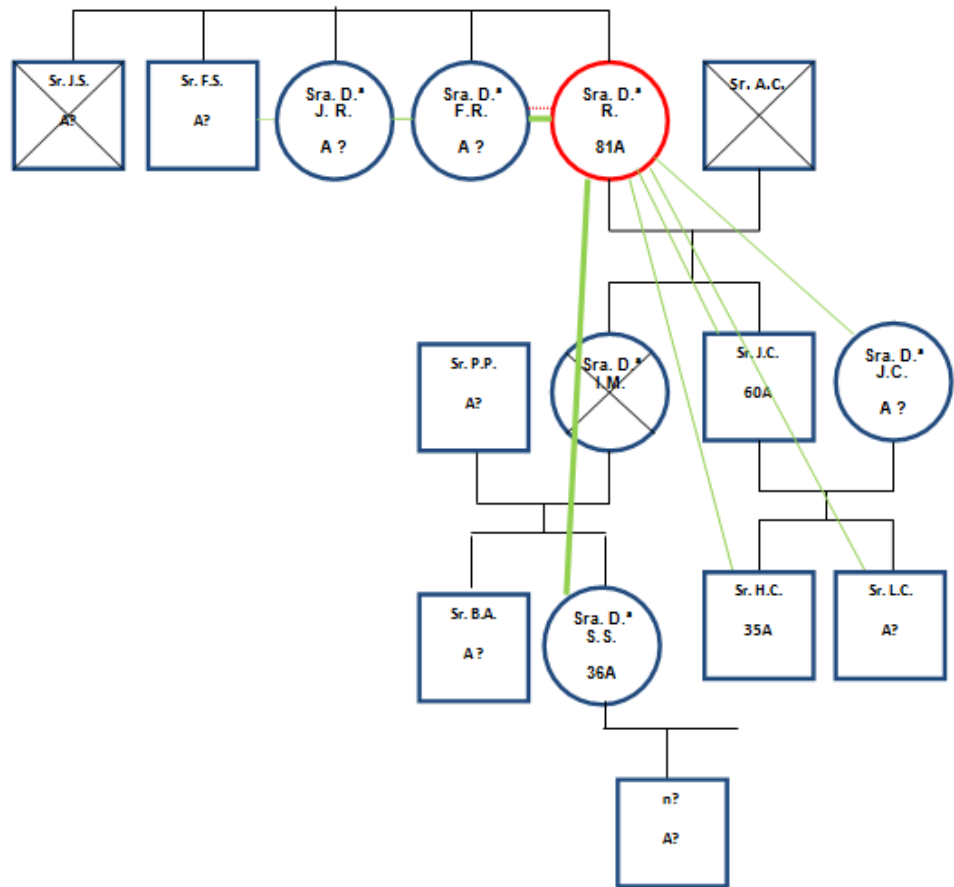 Sr. J.S.
A?
Sr. F.S.
A?
Sra. D.ª
J. R.
A ?
Sra. D.ª
F.R.
A ?
Sra. D.ª
R.
81A
Sr. A.C.
Sr. P.P.
A?
Sra. D.ª
I.M.
Sr. J.C.
60A
Sra. D.ª
J.C.
A ?
Sr. B.A.
A ?
Sra. D.ª
S.S.
36A
Sr. H.C.
35A
Sr. L.C.
A?
n?
A?